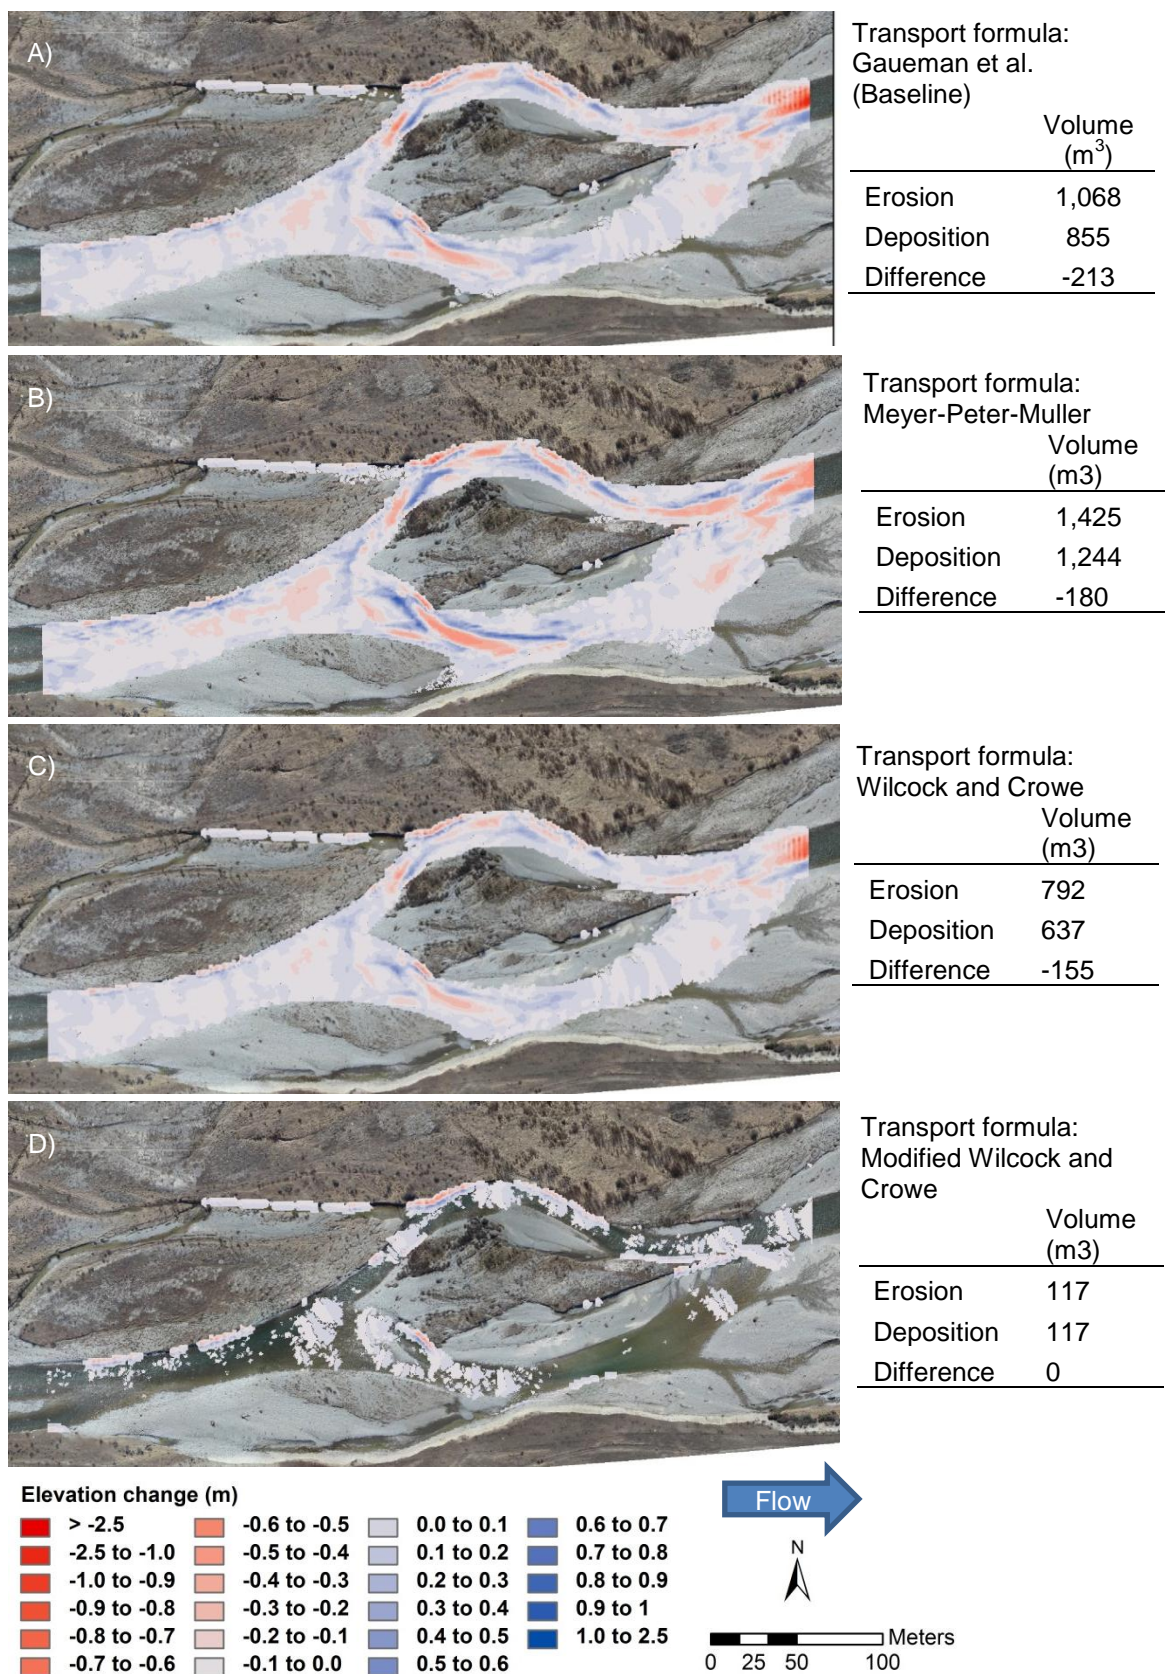 A)
Transport formula:
Gaueman et al.
(Baseline)
Volume
(m³)
Erosion 1,068
Deposition 855
Difference -213
B)
Transport formula:
Meyer-Peter-Muller
Volume
(m3)
Erosion 1,425
Deposition 1,244
Difference -180
C)
Transport formula:
Wilcock and Crowe
Volume
(m3)
Erosion 792
Deposition 637
Difference -155
D)
Transport formula:
Modified Wilcock and
Crowe
Volume
(m3)
Erosion 117
Deposition 117
Difference 0
Elevation change (m)
> -2.5 -0.6 to -0.5 0.0 to 0.1 0.6 to 0.7
-2.5 to -1.0 -0.5 to -0.4 0.1 to 0.2 0.7 to 0.8
-1.0 to -0.9 -0.4 to -0.3 0.2 to 0.3 0.8 to 0.9
-0.9 to -0.8 -0.3 to -0.2 0.3 to 0.4 0.9 to 1
-0.8 to -0.7 -0.2 to -0.1 0.4 to 0.5 1.0 to 2.5
-0.7 to -0.6 -0.1 to 0.0 0.5 to 0.6
Flow
N
Meters
0 25 50 100